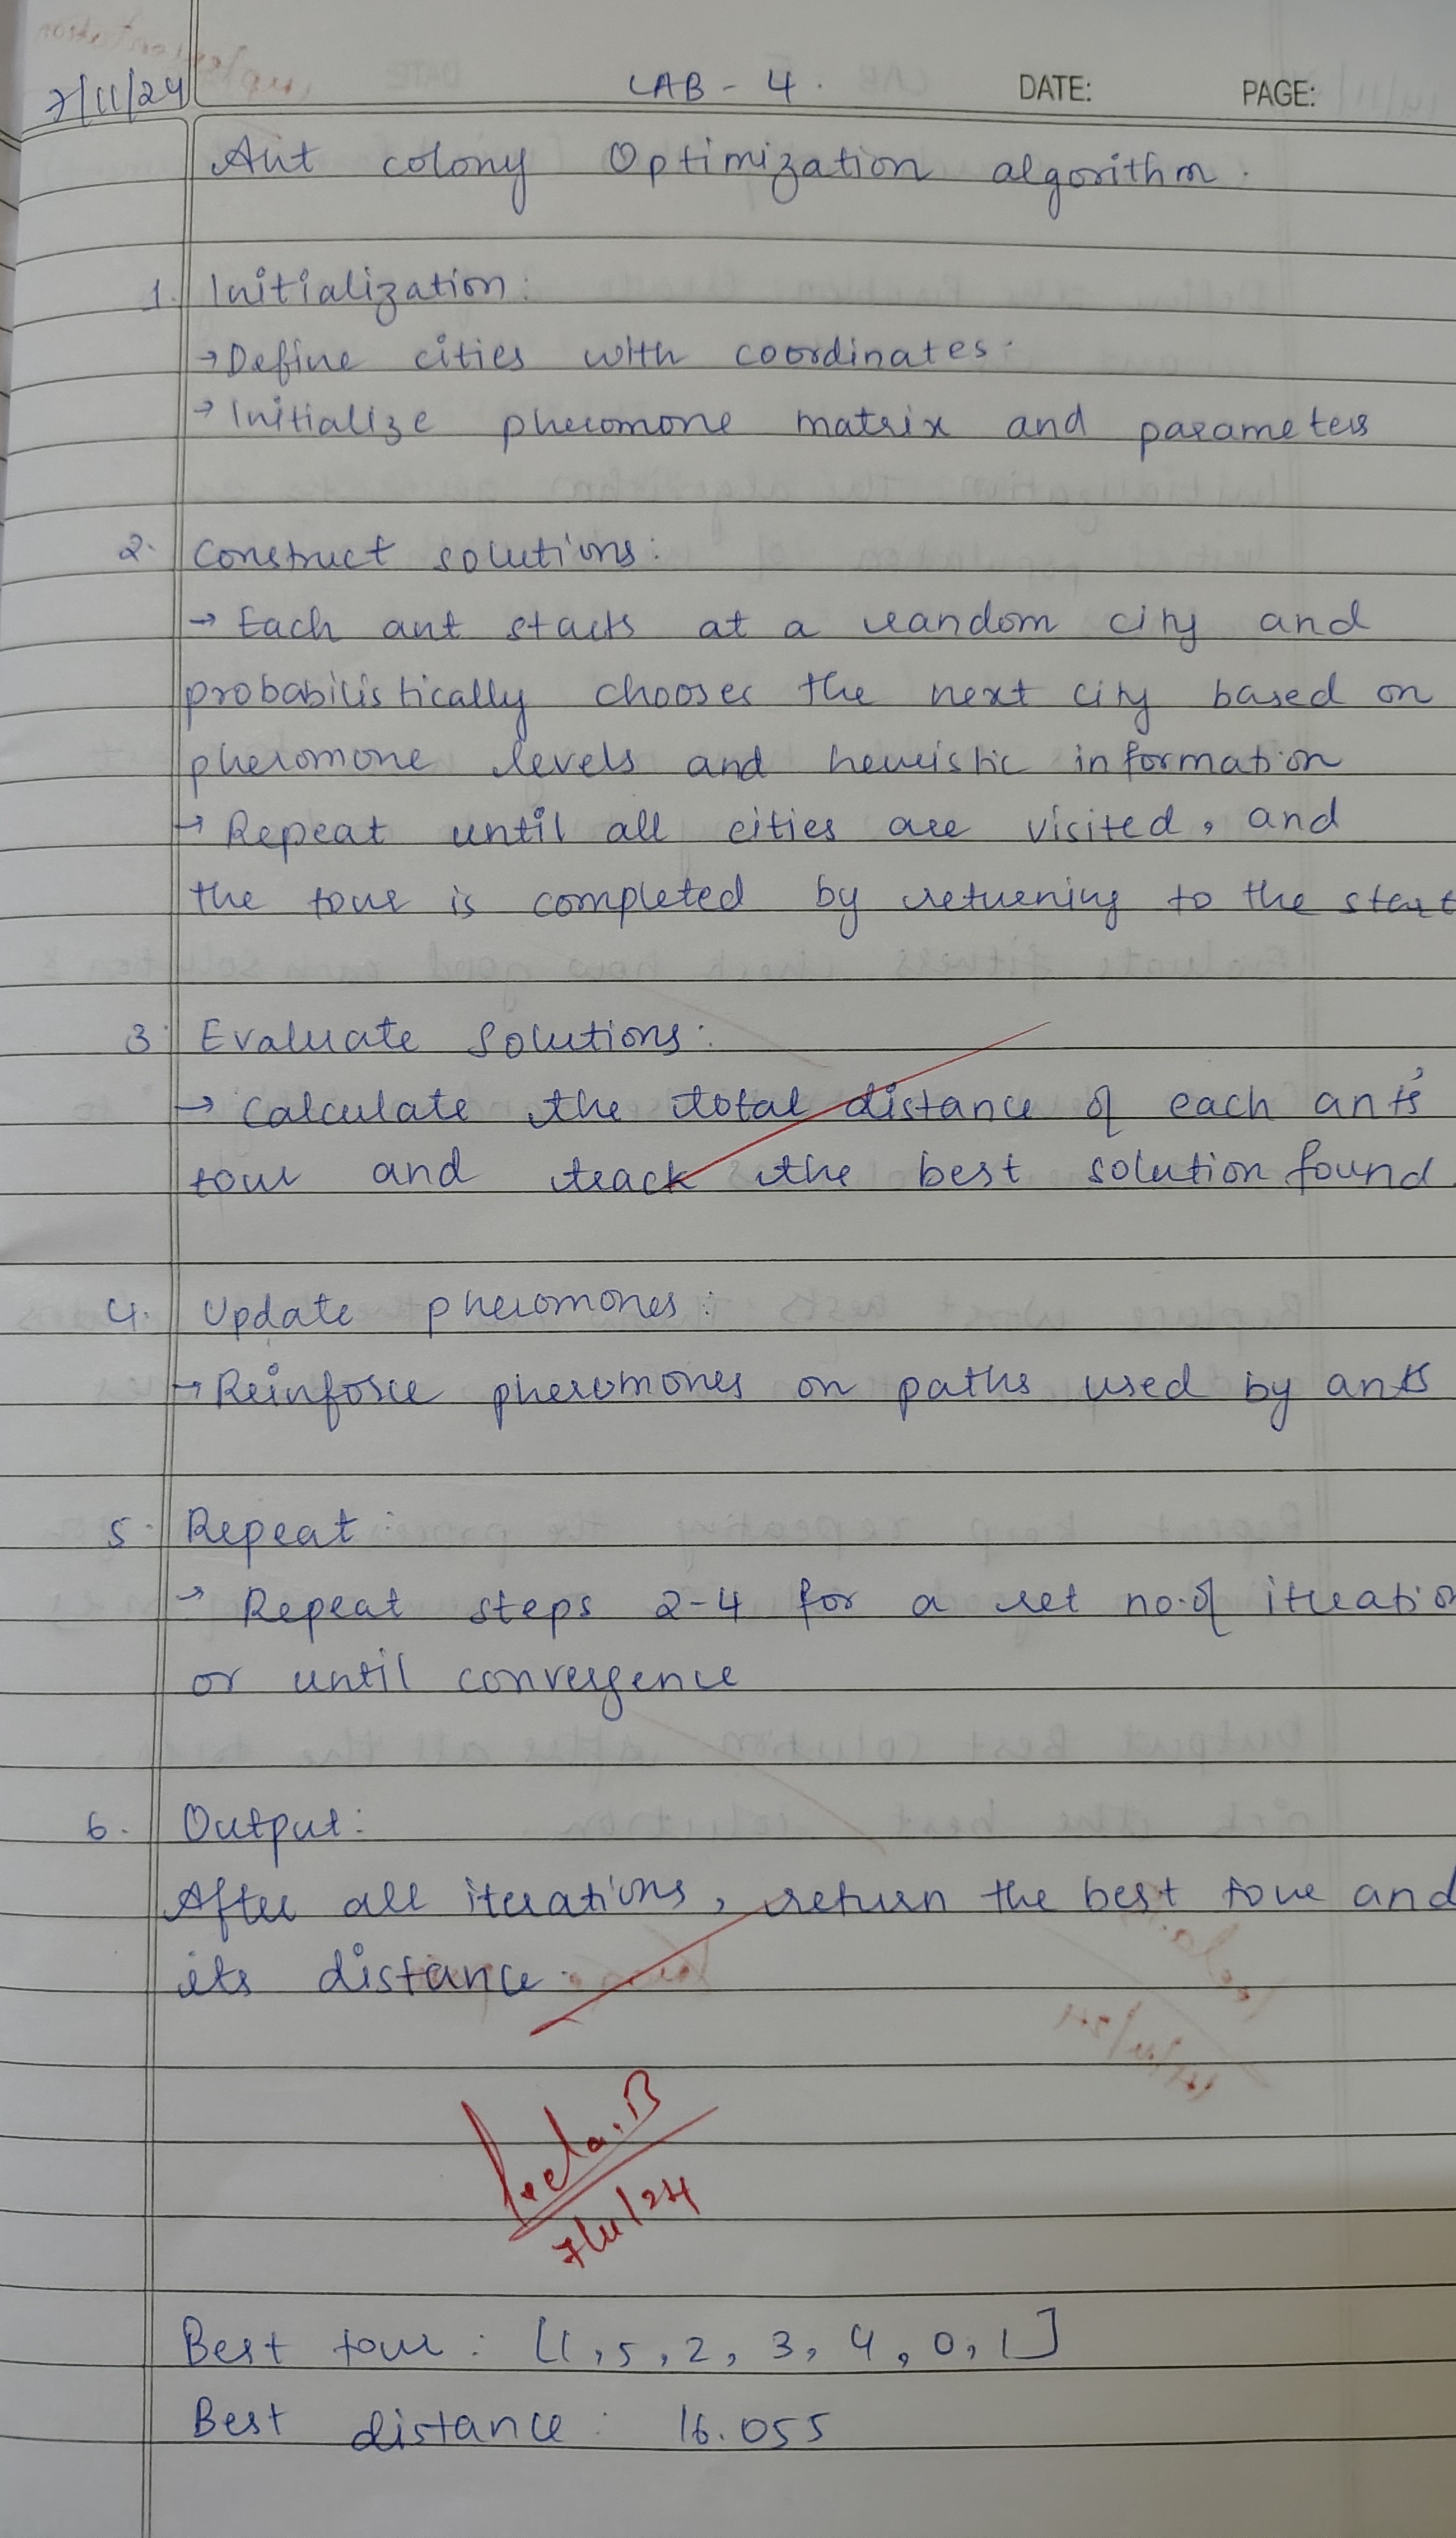 7/11/24
LAB - 4.
DATE:
PAGE:
Ant colony Optimization algorithm.
1. Initialization:
→ Define cities with coordinates.
→ Initialize pheromone matrix and parameters
2. Construct solutions:
→ Each ant starts at a random city and
probabilistically chooses the next city based on
pheromone levels and heuristic information
→ Repeat until all cities are visited, and
the tour is completed by returning to the start
3. Evaluate solutions:
→ Calculate the total distance of each ant's
tour and track the best solution found.
4. Update pheromones:
→ Reinforce pheromones on paths used by ants
5. Repeat:
→ Repeat steps 2-4 for a set no.of iteration
or until convergence
6. Output:
After all iterations, return the best tour and
its distance.
7/11/24
Best tour: [1, 5, 2, 3, 4, 0, 1]
Best distance: 16.055